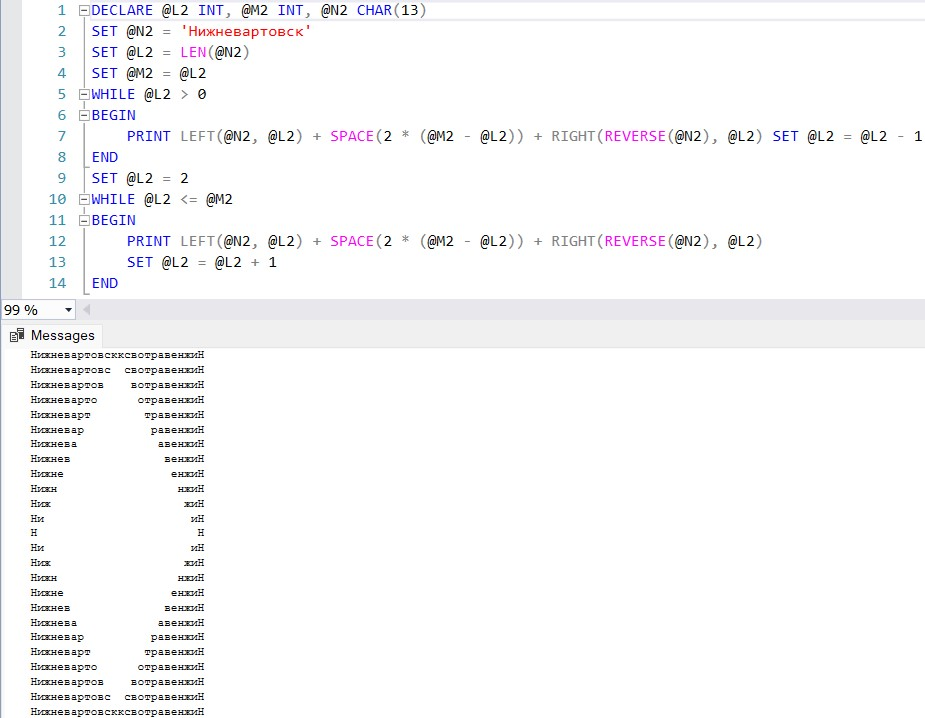 1 DECLARE @L2 INT, @M2 INT, @N2 CHAR(13)
2 SET @N2 = 'Нижневартовск'
3 SET @L2 = LEN(@N2)
4 SET @M2 = @L2
5 WHILE @L2 > 0
6 BEGIN
7 PRINT LEFT(@N2, @L2) + SPACE(2 * (@M2 - @L2)) + RIGHT(REVERSE(@N2), @L2) SET @L2 = @L2 - 1
8 END
9 SET @L2 = 2
10 WHILE @L2 <= @M2
11 BEGIN
12 PRINT LEFT(@N2, @L2) + SPACE(2 * (@M2 - @L2)) + RIGHT(REVERSE(@N2), @L2)
13 SET @L2 = @L2 + 1
14 END
99 %
Messages
НижневартовскксвотравенжиН
Нижневартовс  свотравенжиН
Нижневартов    вотравенжиН
Нижневарто      отравенжиН
Нижневарт        травенжиН
Нижневар          равенжиН
Нижнева            авенжиН
Нижнев              венжиН
Нижне                енжиН
Нижн                  нжиН
Ниж                    жиН
Ни                      иН
Н                        Н
Ни                      иН
Ниж                    жиН
Нижн                  нжиН
Нижне                енжиН
Нижнев              венжиН
Нижнева            авенжиН
Нижневар          равенжиН
Нижневарт        травенжиН
Нижневарто      отравенжиН
Нижневартов    вотравенжиН
Нижневартовс  свотравенжиН
НижневартовскксвотравенжиН